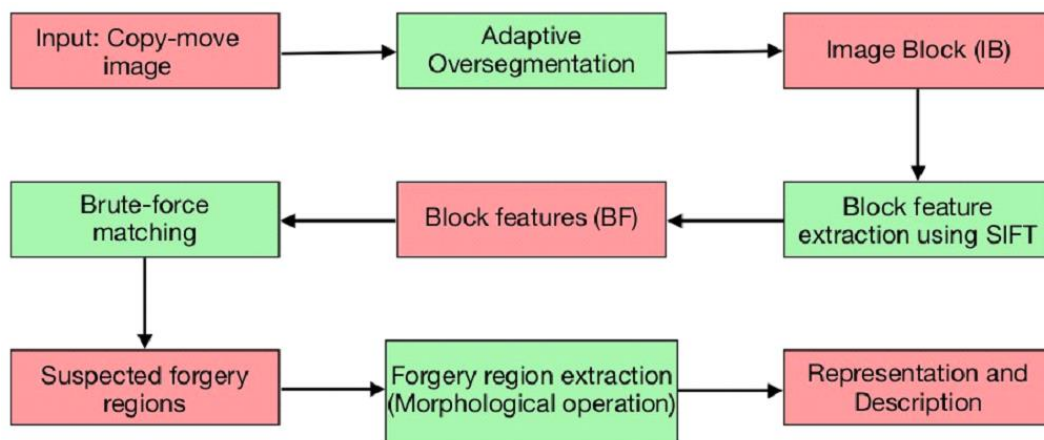 Input: Copy-move
image
Adaptive
Oversegmentation
Image Block (IB)
Block feature
extraction using SIFT
Block features (BF)
Brute-force
matching
Suspected forgery
regions
Forgery region extraction
(Morphological operation)
Representation and
Description